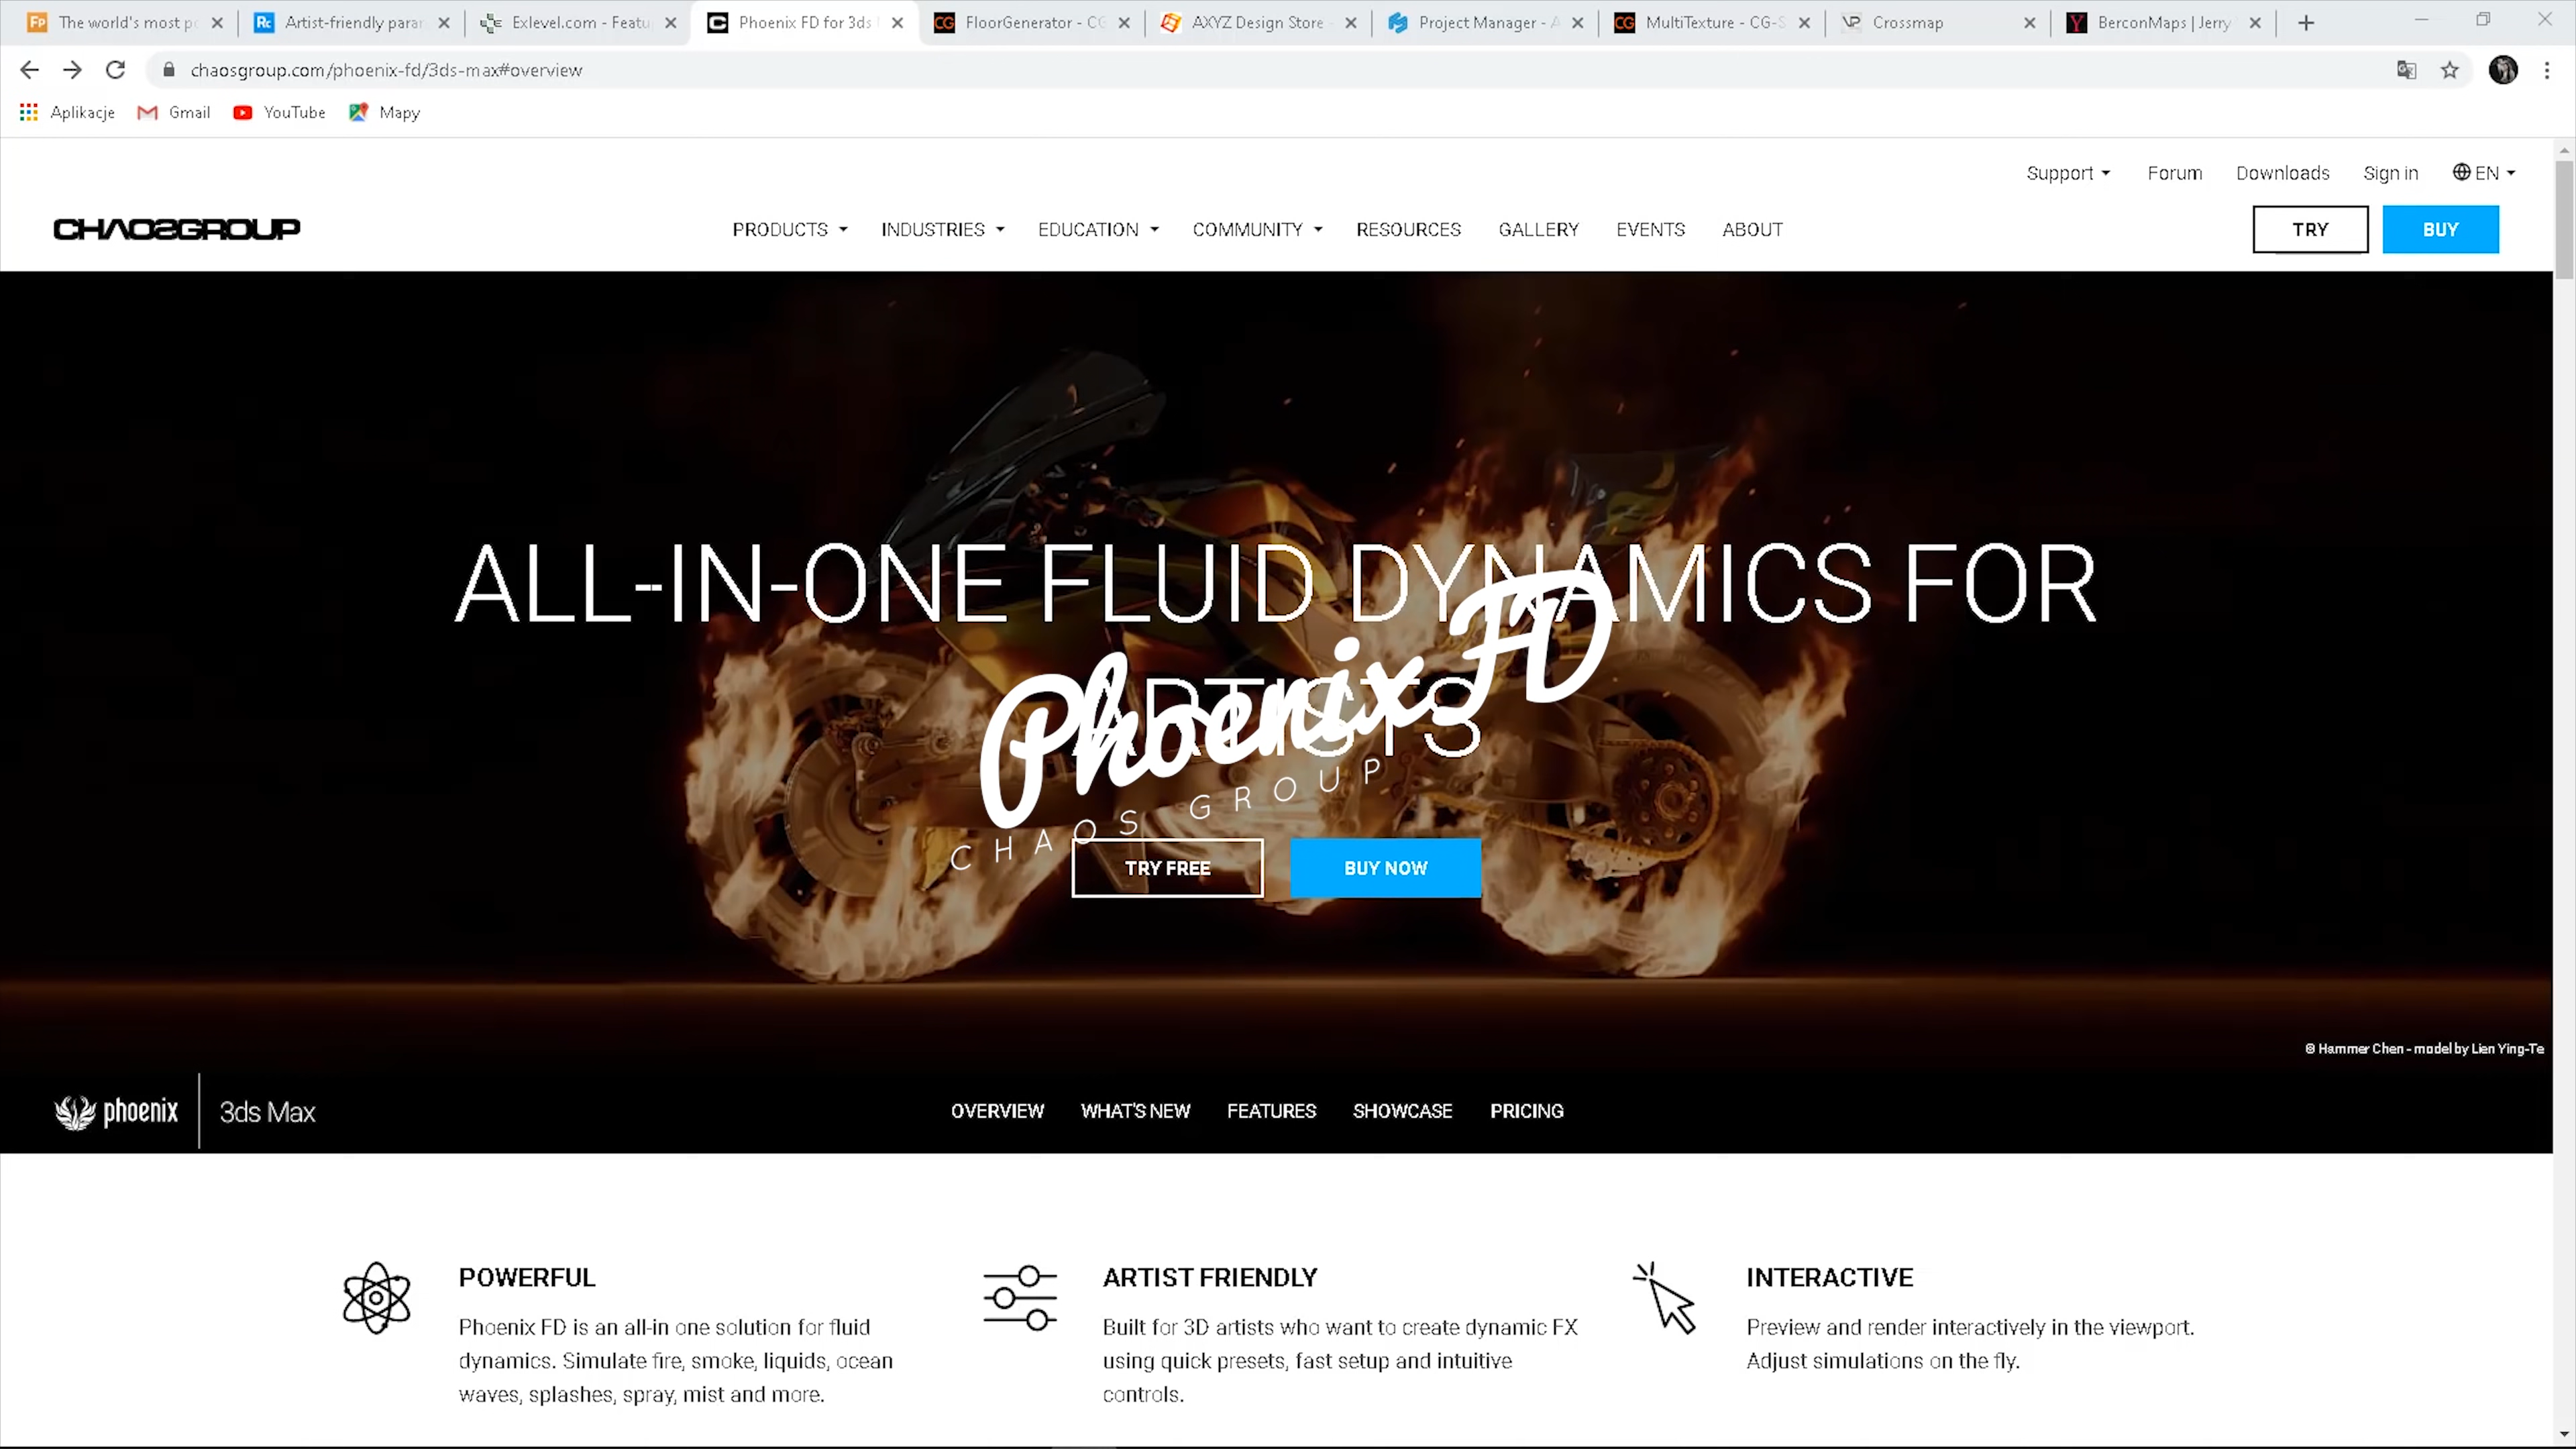 The world's most po
Artist-friendly paran
Exlevel.com - Featu
Phoenix FD for 3ds
FloorGenerator - CG
AXYZ Design Store -
Project Manager - A
MultiTexture - CG-S
Crossmap
BerconMaps | Jerry
chaosgroup.com/phoenix-fd/3ds-max#overview
Aplikacje
Gmail
YouTube
Mapy
Support
Forum
Downloads
Sign in
EN
CHAOSGROUP
PRODUCTS
INDUSTRIES
EDUCATION
COMMUNITY
RESOURCES
GALLERY
EVENTS
ABOUT
TRY
BUY
ALL-IN-ONE FLUID DYNAMICS FOR
ARTISTS
Phoenix FD
CHAOS GROUP
TRY FREE
BUY NOW
© Hammer Chen - model by Lien Ying-Te
phoenix
3ds Max
OVERVIEW
WHAT'S NEW
FEATURES
SHOWCASE
PRICING
POWERFUL
Phoenix FD is an all-in one solution for fluid
dynamics. Simulate fire, smoke, liquids, ocean
waves, splashes, spray, mist and more.
ARTIST FRIENDLY
Built for 3D artists who want to create dynamic FX
using quick presets, fast setup and intuitive
controls.
INTERACTIVE
Preview and render interactively in the viewport.
Adjust simulations on the fly.